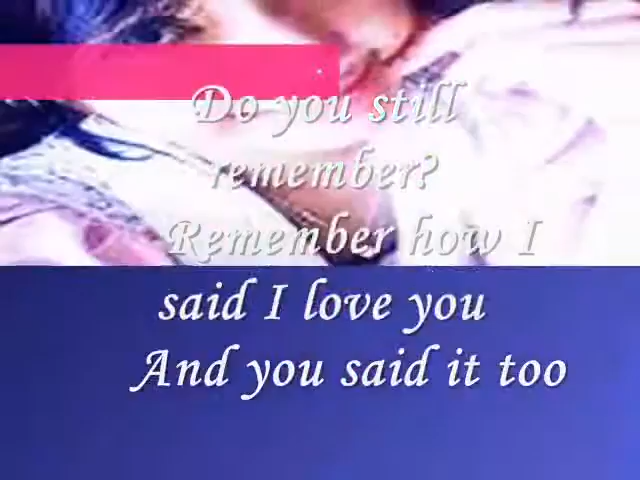 Do you still
remember?
Remember how I
said I love you
And you said it too